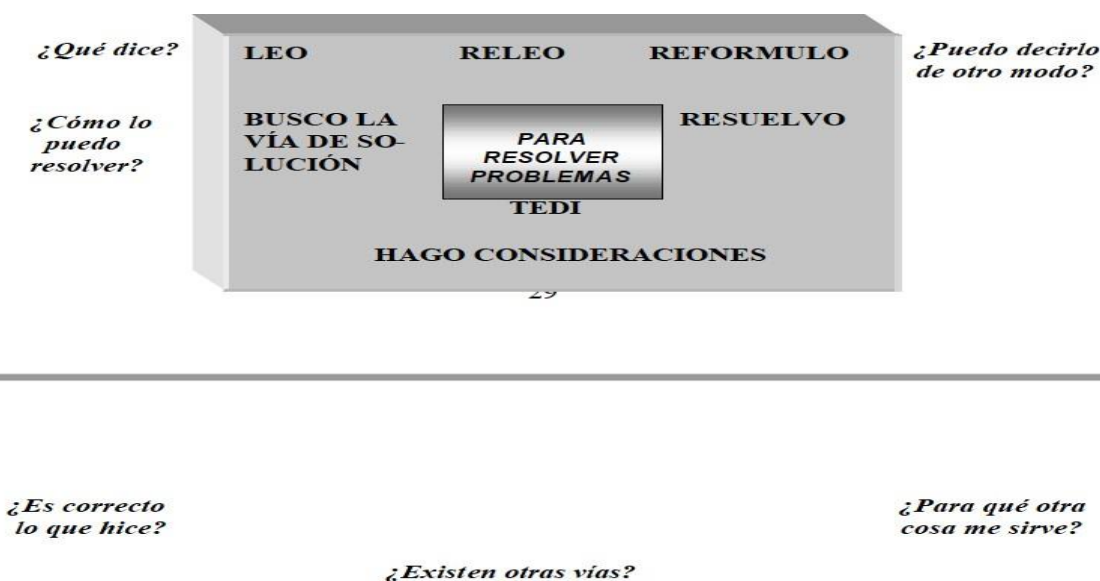 ¿Qué dice?
LEO RELEO REFORMULO
¿Puedo decirlo
de otro modo?
¿Cómo lo
puedo
resolver?
BUSCO LA
VÍA DE SO-
LUCIÓN
PARA
RESOLVER
PROBLEMAS
RESUELVO
TEDI
HAGO CONSIDERACIONES
29
¿Es correcto
lo que hice?
¿Para qué otra
cosa me sirve?
¿Existen otras vías?